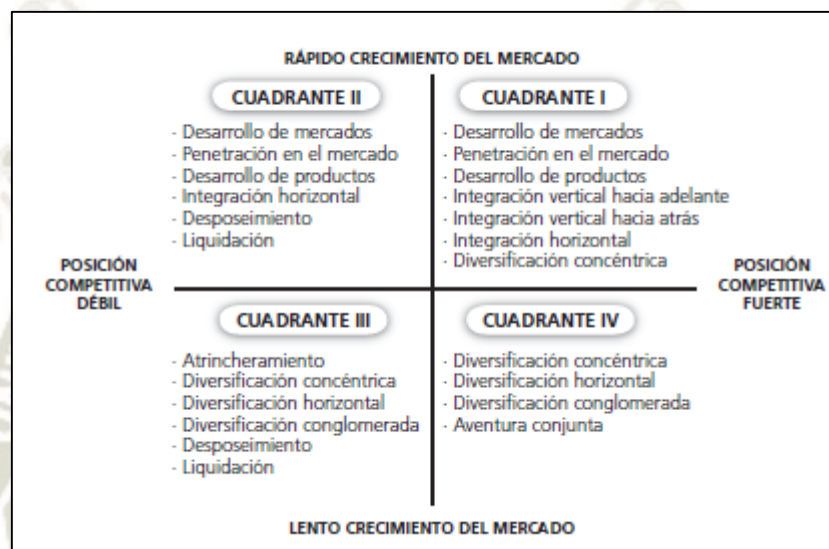 RÁPIDO CRECIMIENTO DEL MERCADO
CUADRANTE II
· Desarrollo de mercados
· Penetración en el mercado
· Desarrollo de productos
· Integración horizontal
· Desposeimiento
· Liquidación
CUADRANTE I
· Desarrollo de mercados
· Penetración en el mercado
· Desarrollo de productos
· Integración vertical hacia adelante
· Integración vertical hacia atrás
· Integración horizontal
· Diversificación concéntrica
POSICIÓN
COMPETITIVA
DÉBIL
POSICIÓN
COMPETITIVA
FUERTE
CUADRANTE III
· Atrincheramiento
· Diversificación concéntrica
· Diversificación horizontal
· Diversificación conglomerada
· Desposeimiento
· Liquidación
CUADRANTE IV
· Diversificación concéntrica
· Diversificación horizontal
· Diversificación conglomerada
· Aventura conjunta
LENTO CRECIMIENTO DEL MERCADO